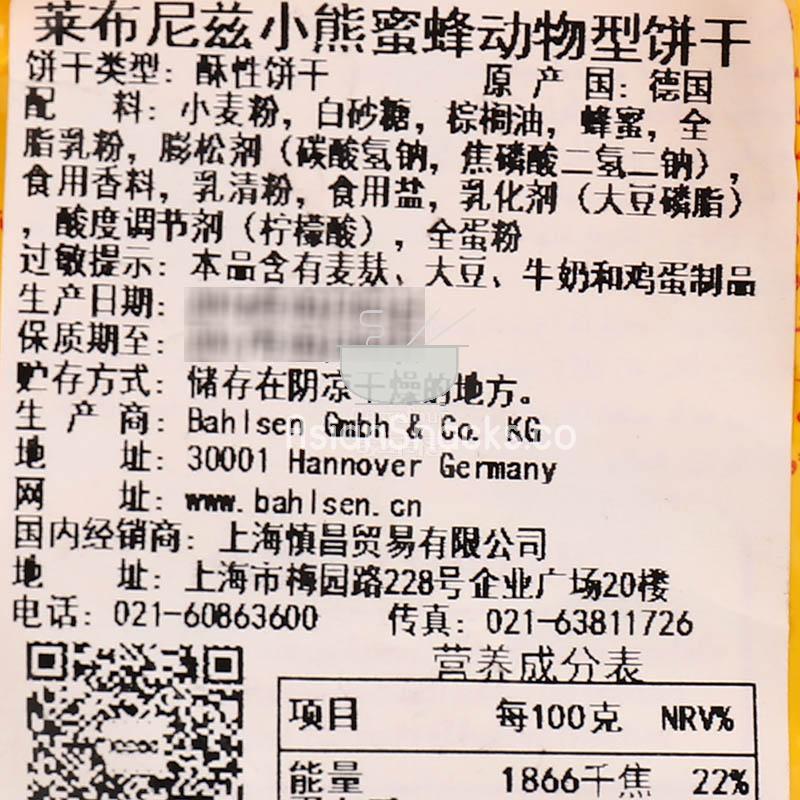 莱布尼兹小熊蜜蜂动物型饼干
饼干类型：酥性饼干 原产国：德国
配料：小麦粉，白砂糖，棕榈油，蜂蜜，全
脂乳粉，膨松剂（碳酸氢钠，焦磷酸二氢二钠），
食用香料，乳清粉，食用盐，乳化剂（大豆磷脂）
，酸度调节剂（柠檬酸），全蛋粉
过敏提示：本品含有麦麸、大豆、牛奶和鸡蛋制品
生产日期：
保质期至：
贮存方式：储存在阴凉干燥的地方。
生产商：Bahlsen Gmbh & Co. KG
AsianSnacks.co
地址：30001 Hannover Germany
网址：www.bahlsen.cn
国内经销商：上海慎昌贸易有限公司
地址：上海市梅园路228号企业广场20楼
电话：021-60863600 传真：021-63811726
营养成分表
项目 每100克 NRV%
能量 1866千焦 22%